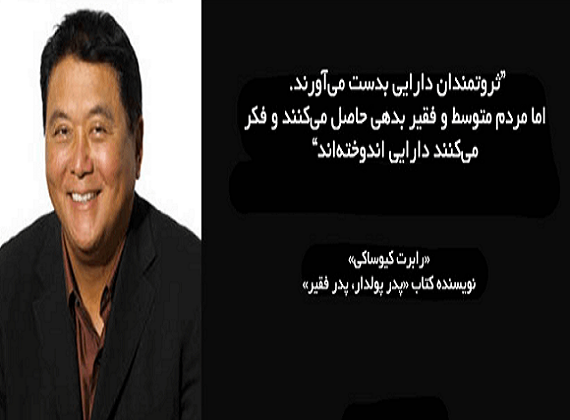 ”ثروتمندان دارایی بدست می‌آورند.
اما مردم متوسط و فقیر بدهی حاصل می‌کنند و فکر
می‌کنند دارایی اندوخته‌اند“
«رابرت کیوساکی»
نویسنده کتاب «پدر پولدار، پدر فقیر»